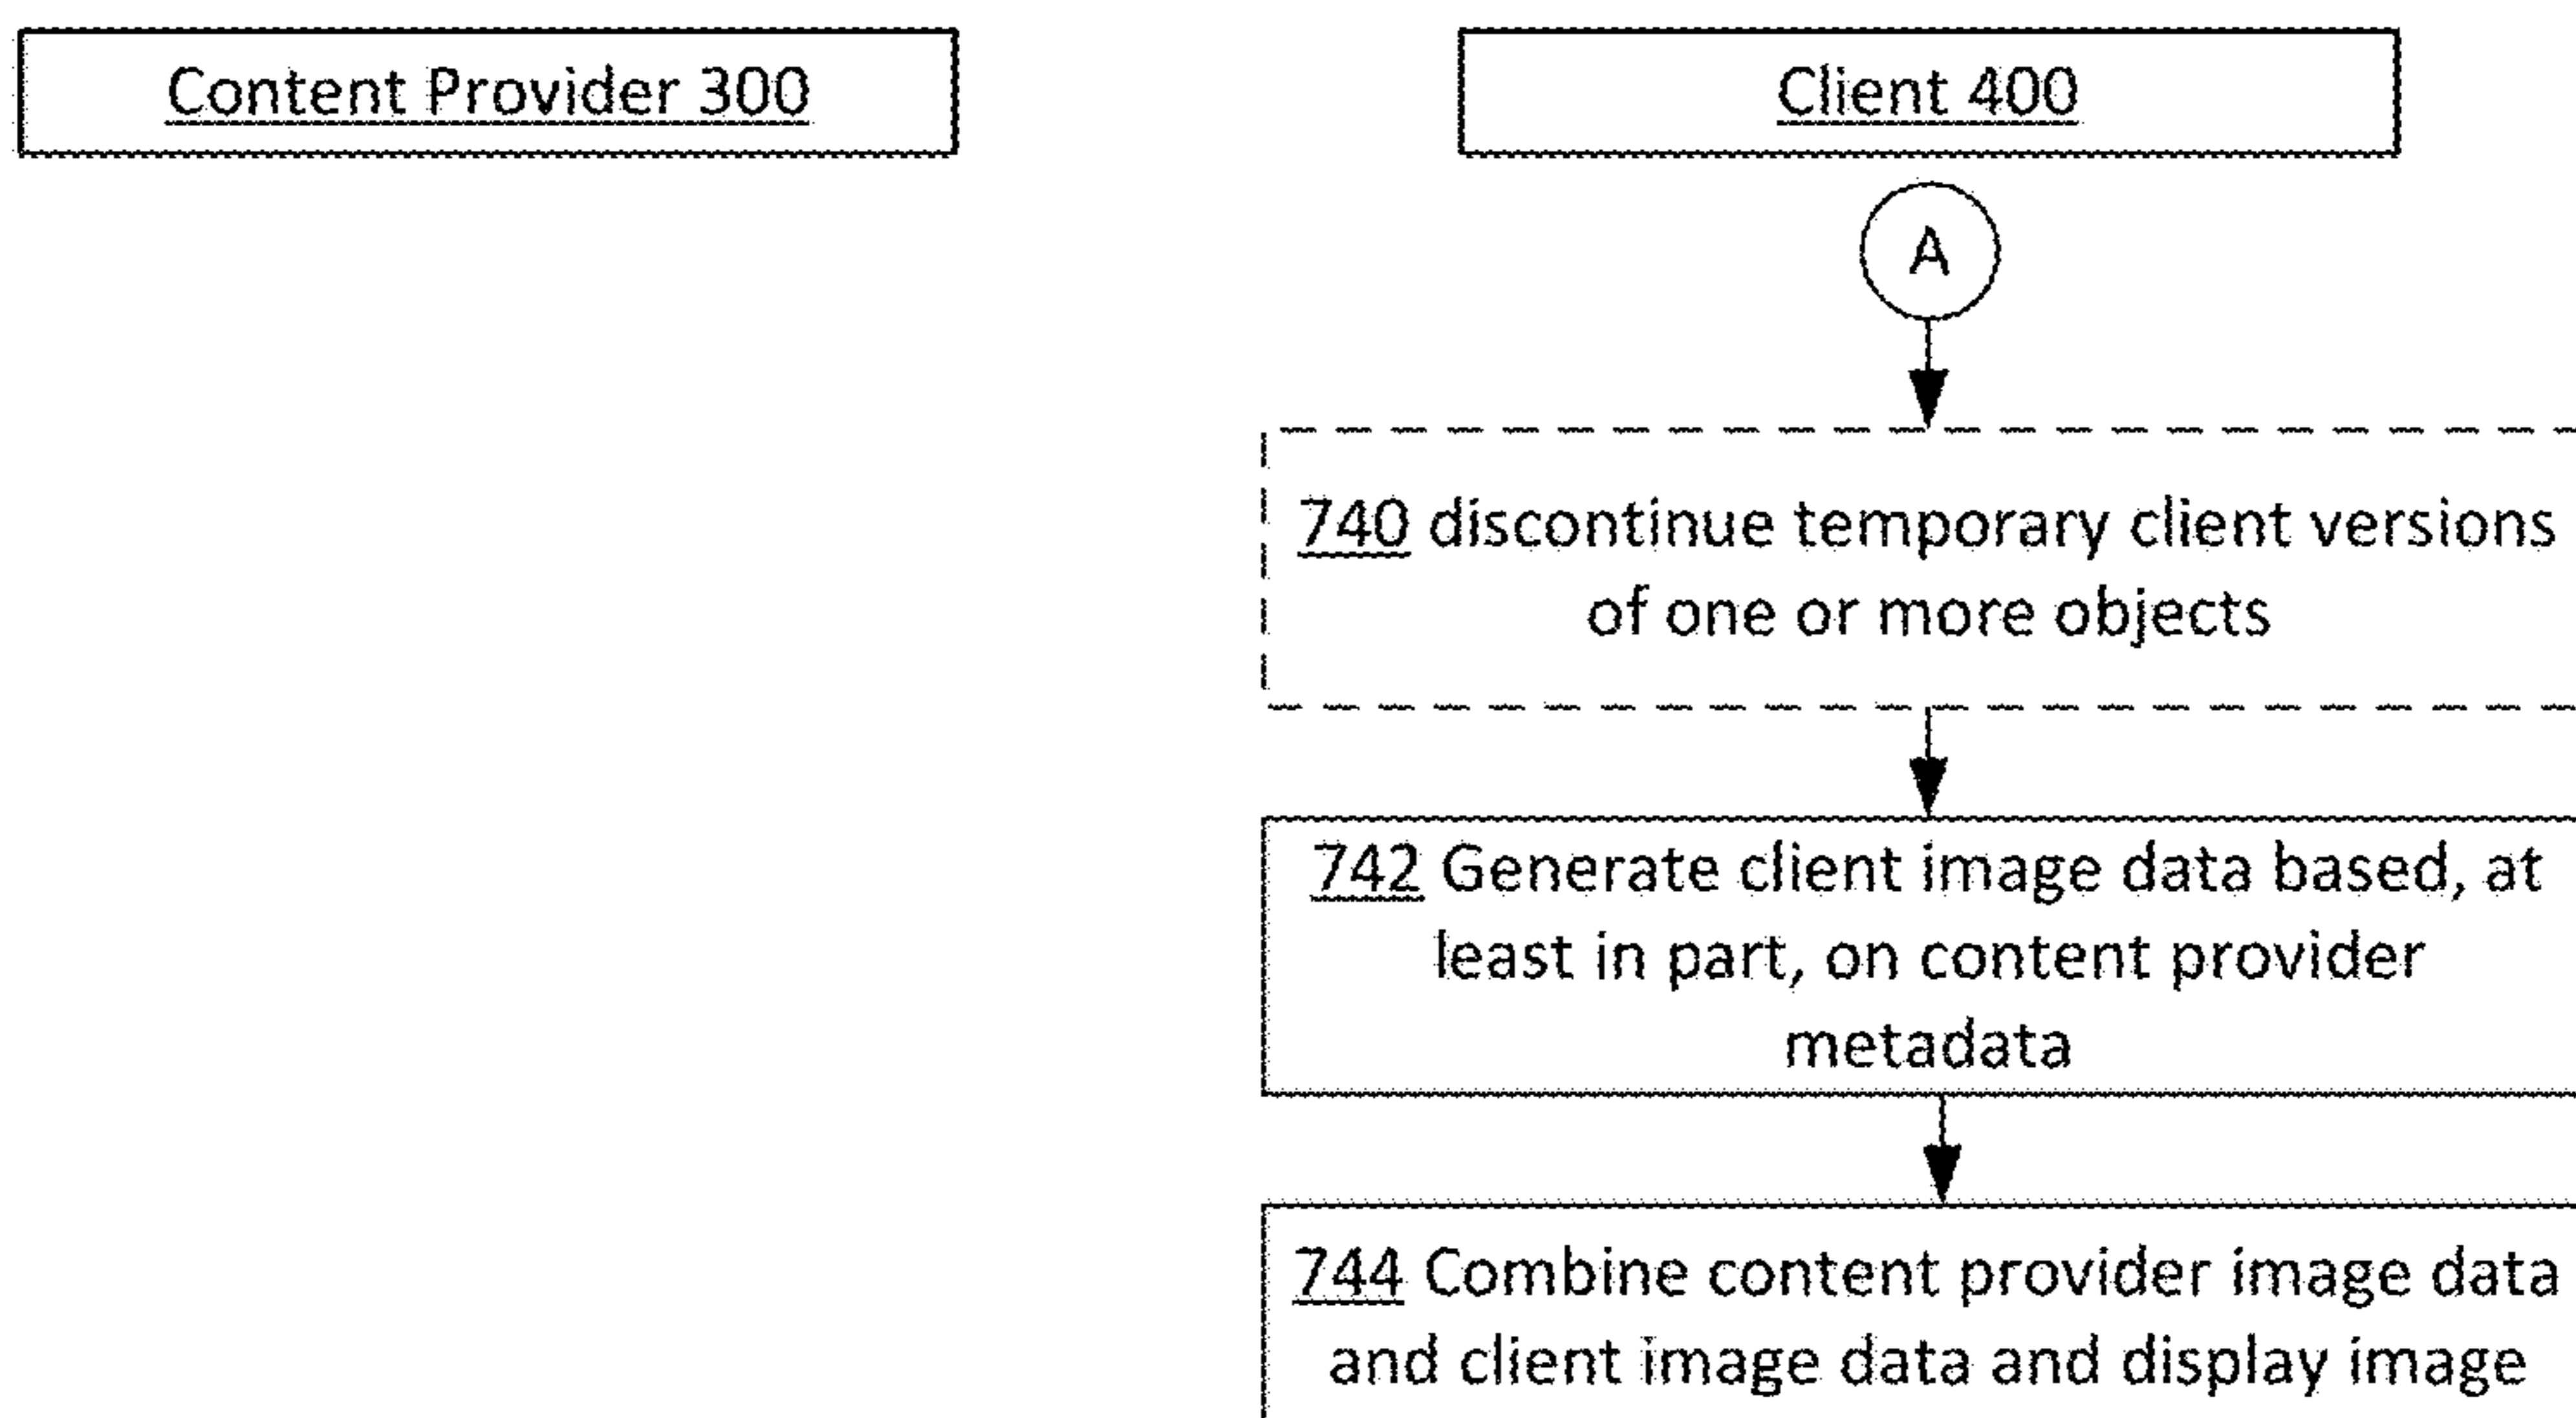 Content Provider 300
Client 400
A
740 discontinue temporary client versions
of one or more objects
742 Generate client image data based, at
least in part, on content provider
metadata
744 Combine content provider image data
and client image data and display image